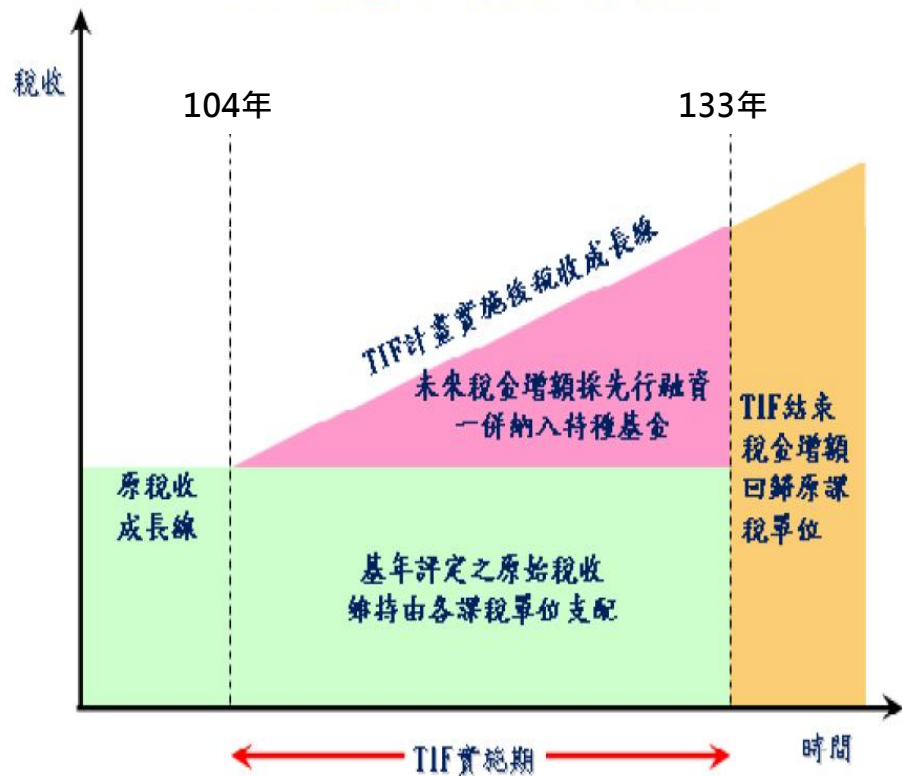 稅收
104年
133年
TIF計畫實施後稅收成長線
未來稅金增額採先行融資
一併納入特種基金
TIF結束
稅金增額
回歸原課
稅單位
原稅收
成長線
基年評定之原始稅收
維持由各課稅單位支配
TIF實施期
時間